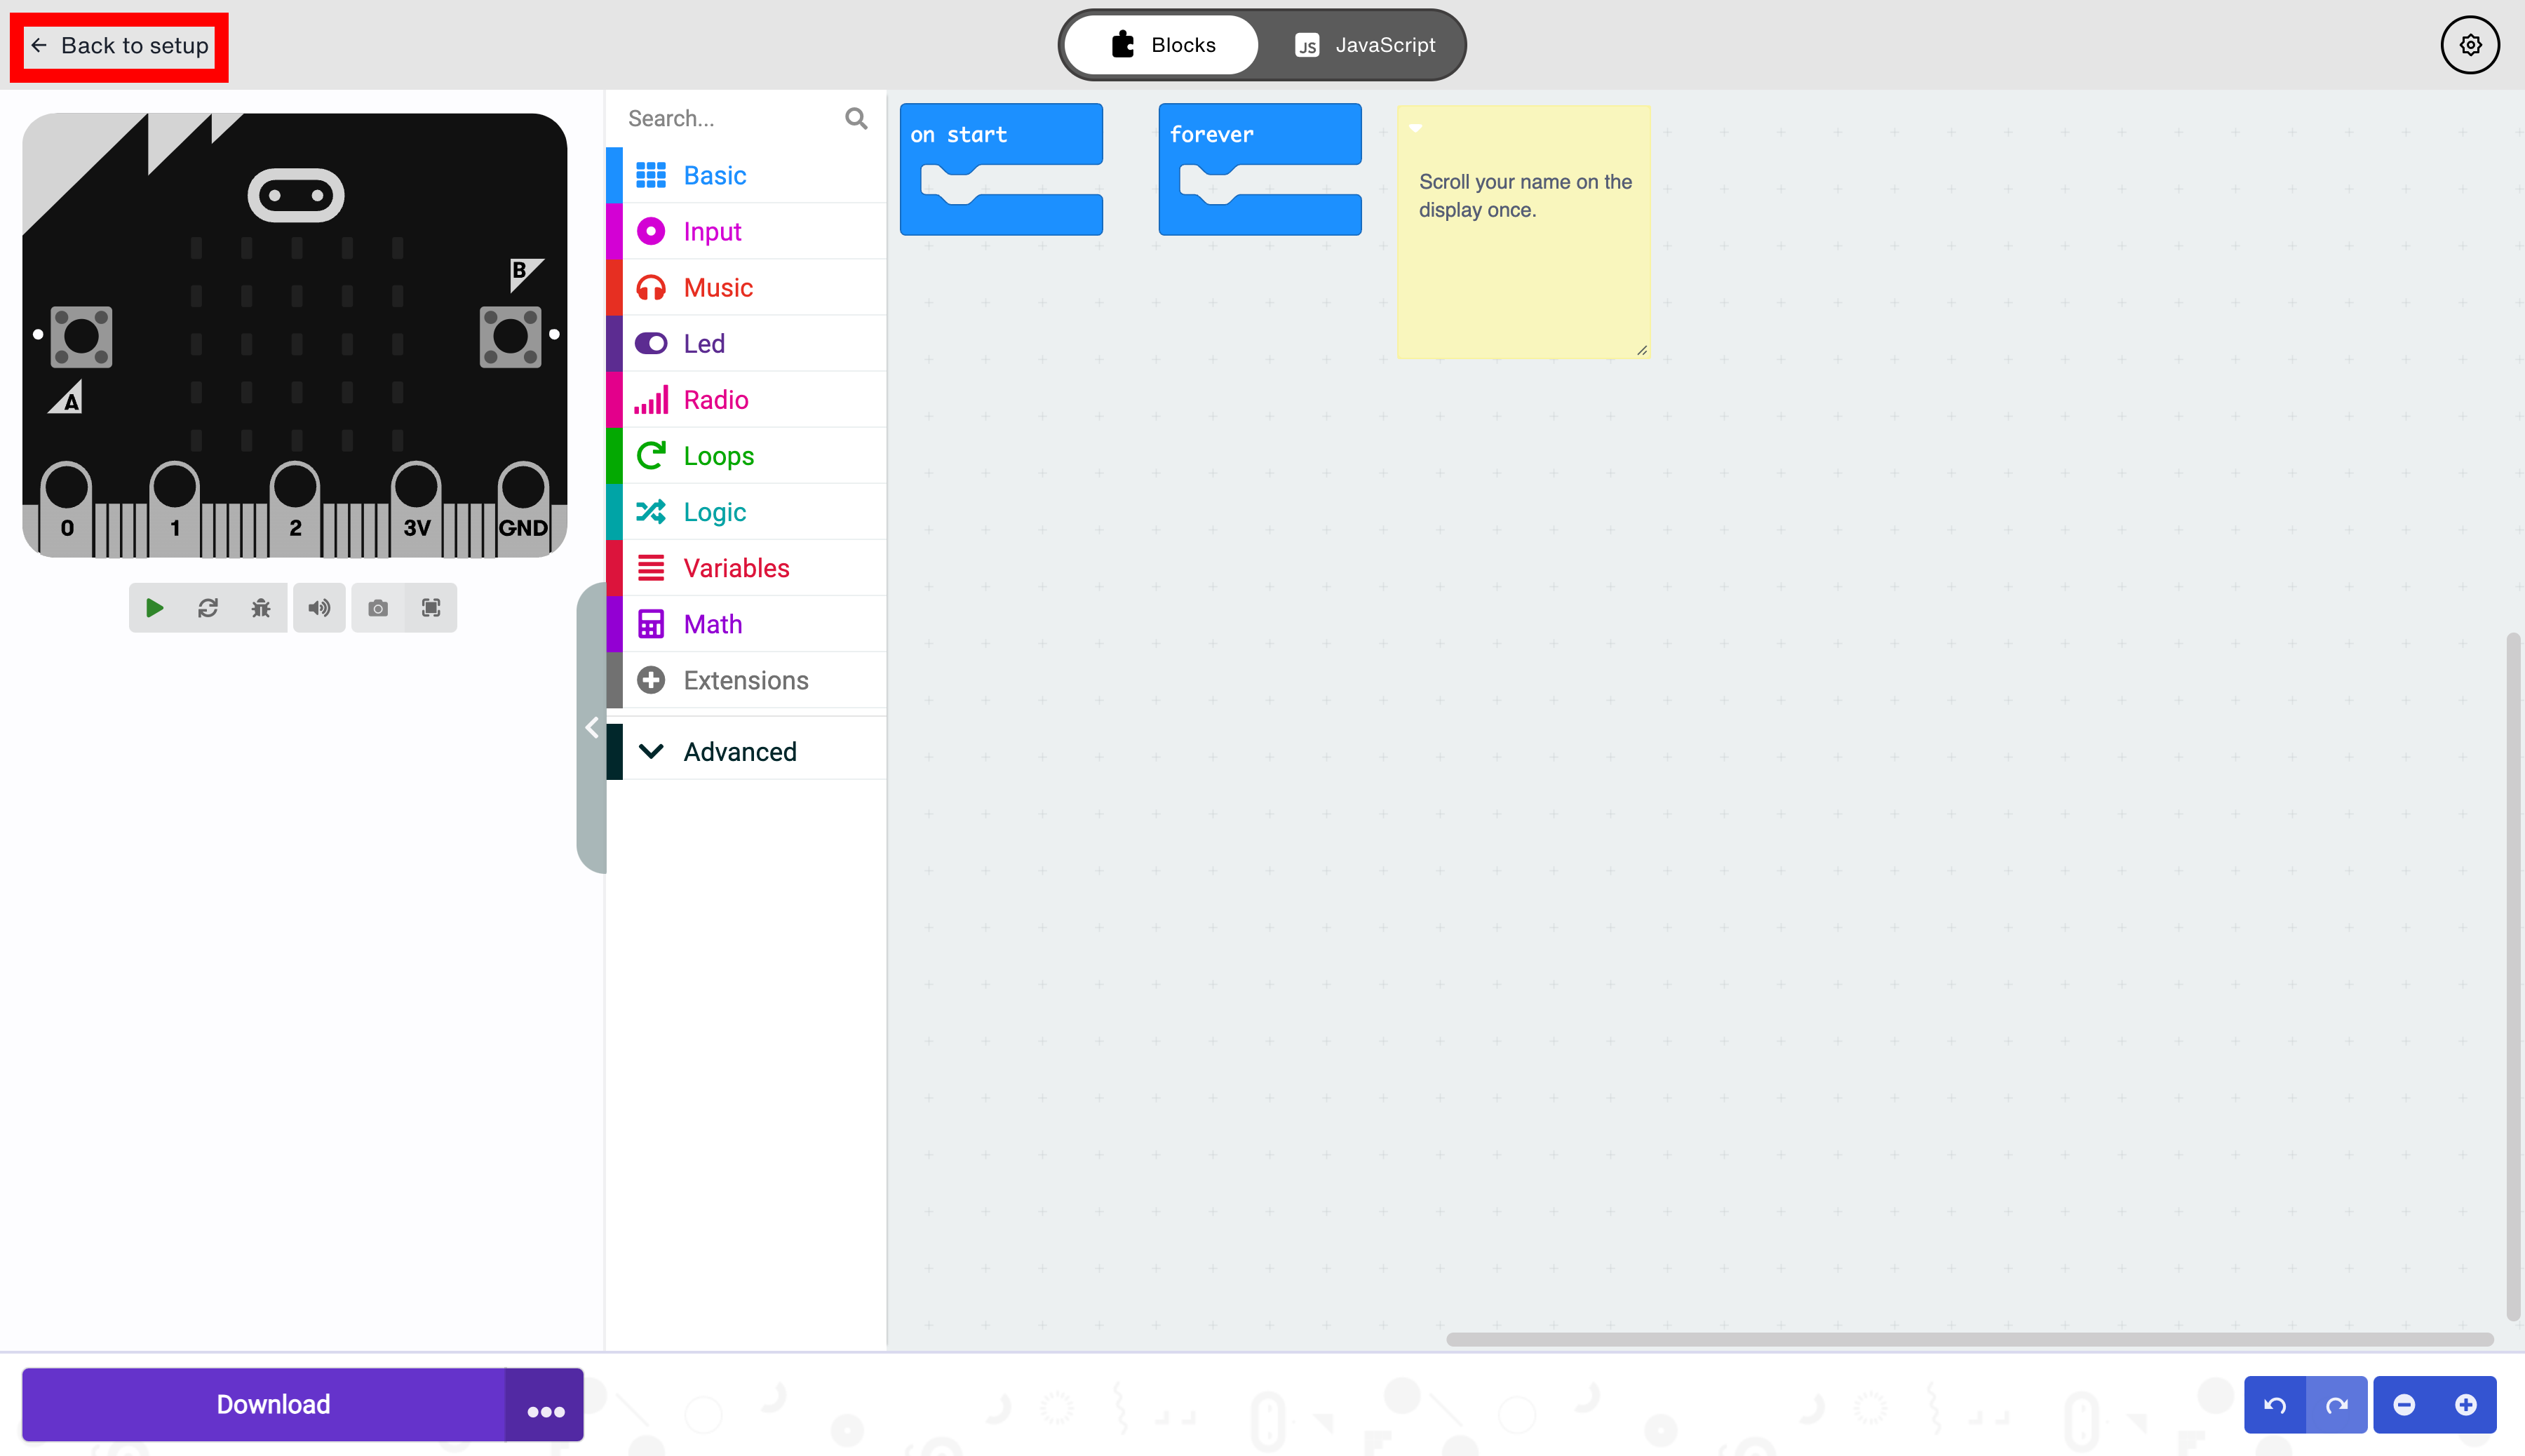 Back to setup
Blocks
JS JavaScript
Search...
Basic
Input
Music
Led
Radio
Loops
Logic
Variables
Math
Extensions
Advanced
on start
forever
Scroll your name on the
display once.
B
A
0 1 2 3V GND
Download